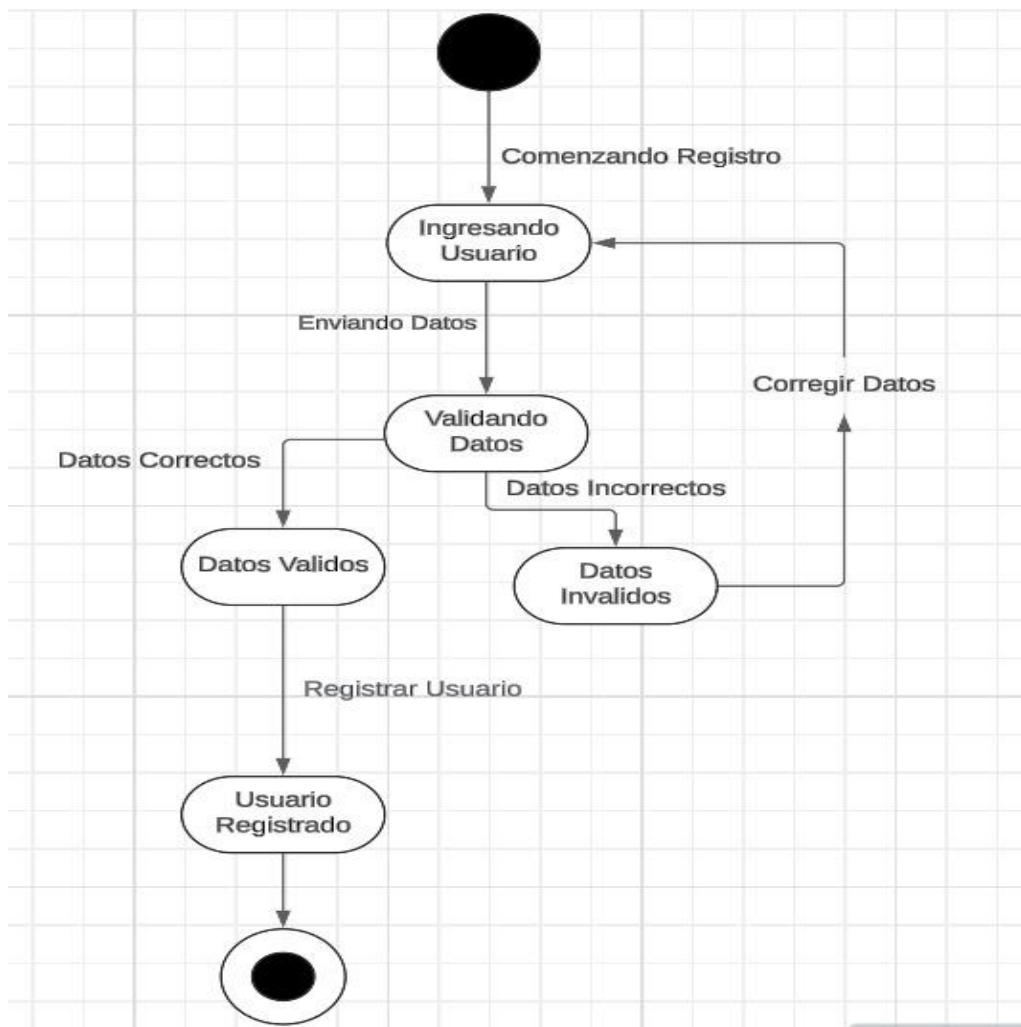 Comenzando Registro
Ingresando
Usuario
Enviando Datos
Corregir Datos
Validando
Datos
Datos Correctos
Datos Incorrectos
Datos Validos
Datos
Invalidos
Registrar Usuario
Usuario
Registrado